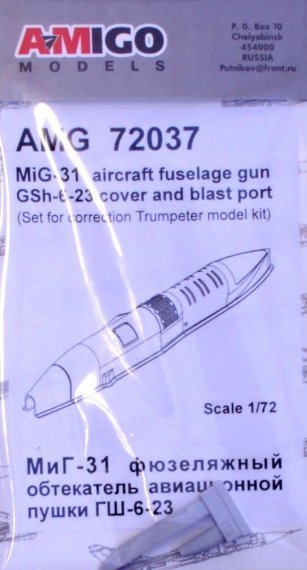 AMIGO
MODELS
P. O. Box 10
Chelyabinsk
454000
RUSSIA
Putnikov@front.ru
AMG 72037
MiG-31 aircraft fuselage gun
GSh-6-23 cover and blast port
(Set for correction Trumpeter model kit)
Scale 1/72
МиГ-31 фюзеляжный
обтекатель авиационной
пушки ГШ-6-23